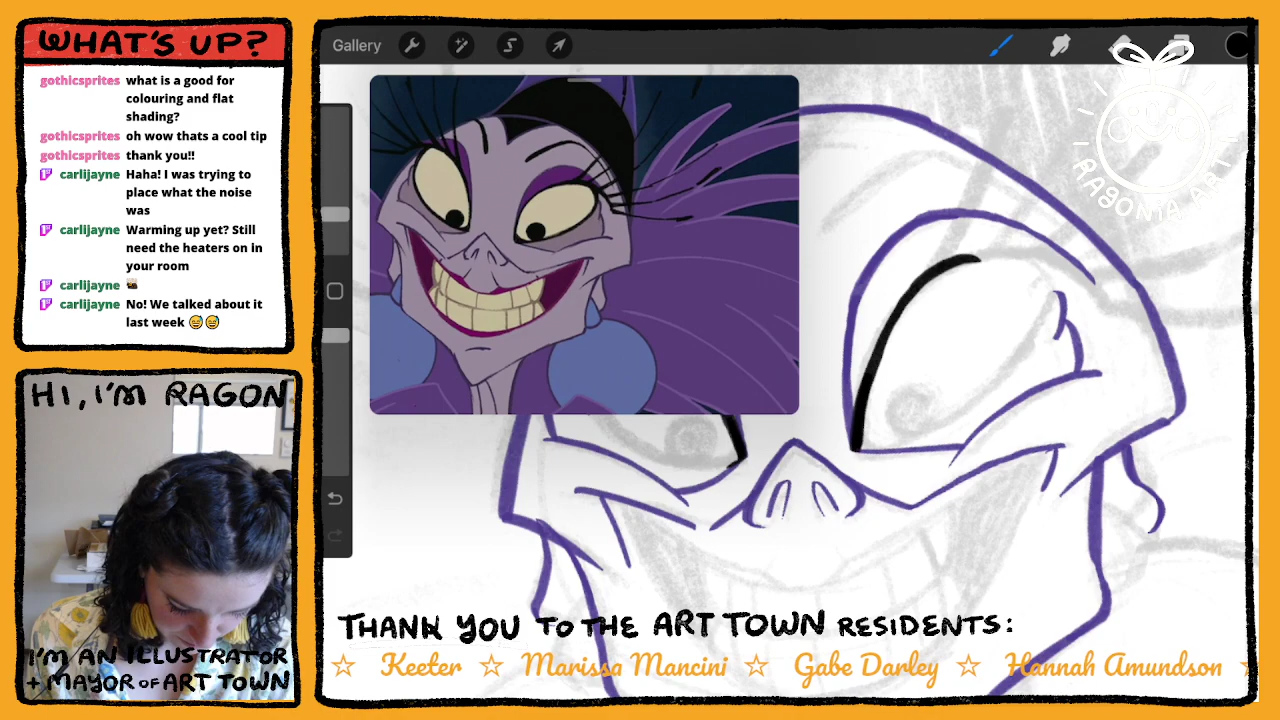 WHAT'S UP?
gothicsprites what is a good for
colouring and flat
shading?
gothicsprites oh wow thats a cool tip
gothicsprites thank you!!
carlijayne Haha! I was trying to
place what the noise
was
carlijayne Warming up yet? Still
need the heaters on in
your room
carlijayne
carlijayne No! We talked about it
last week 😅😅
HI, I'M RAGON
I'M AN ILLUSTRATOR
+ MAYOR OF ART TOWN
Gallery
RAGONIA ART
THANK YOU TO THE ART TOWN RESIDENTS:
☆ Keeter ☆ Marissa Mancini ☆ Gabe Darley ☆ Hannah Amundson ☆